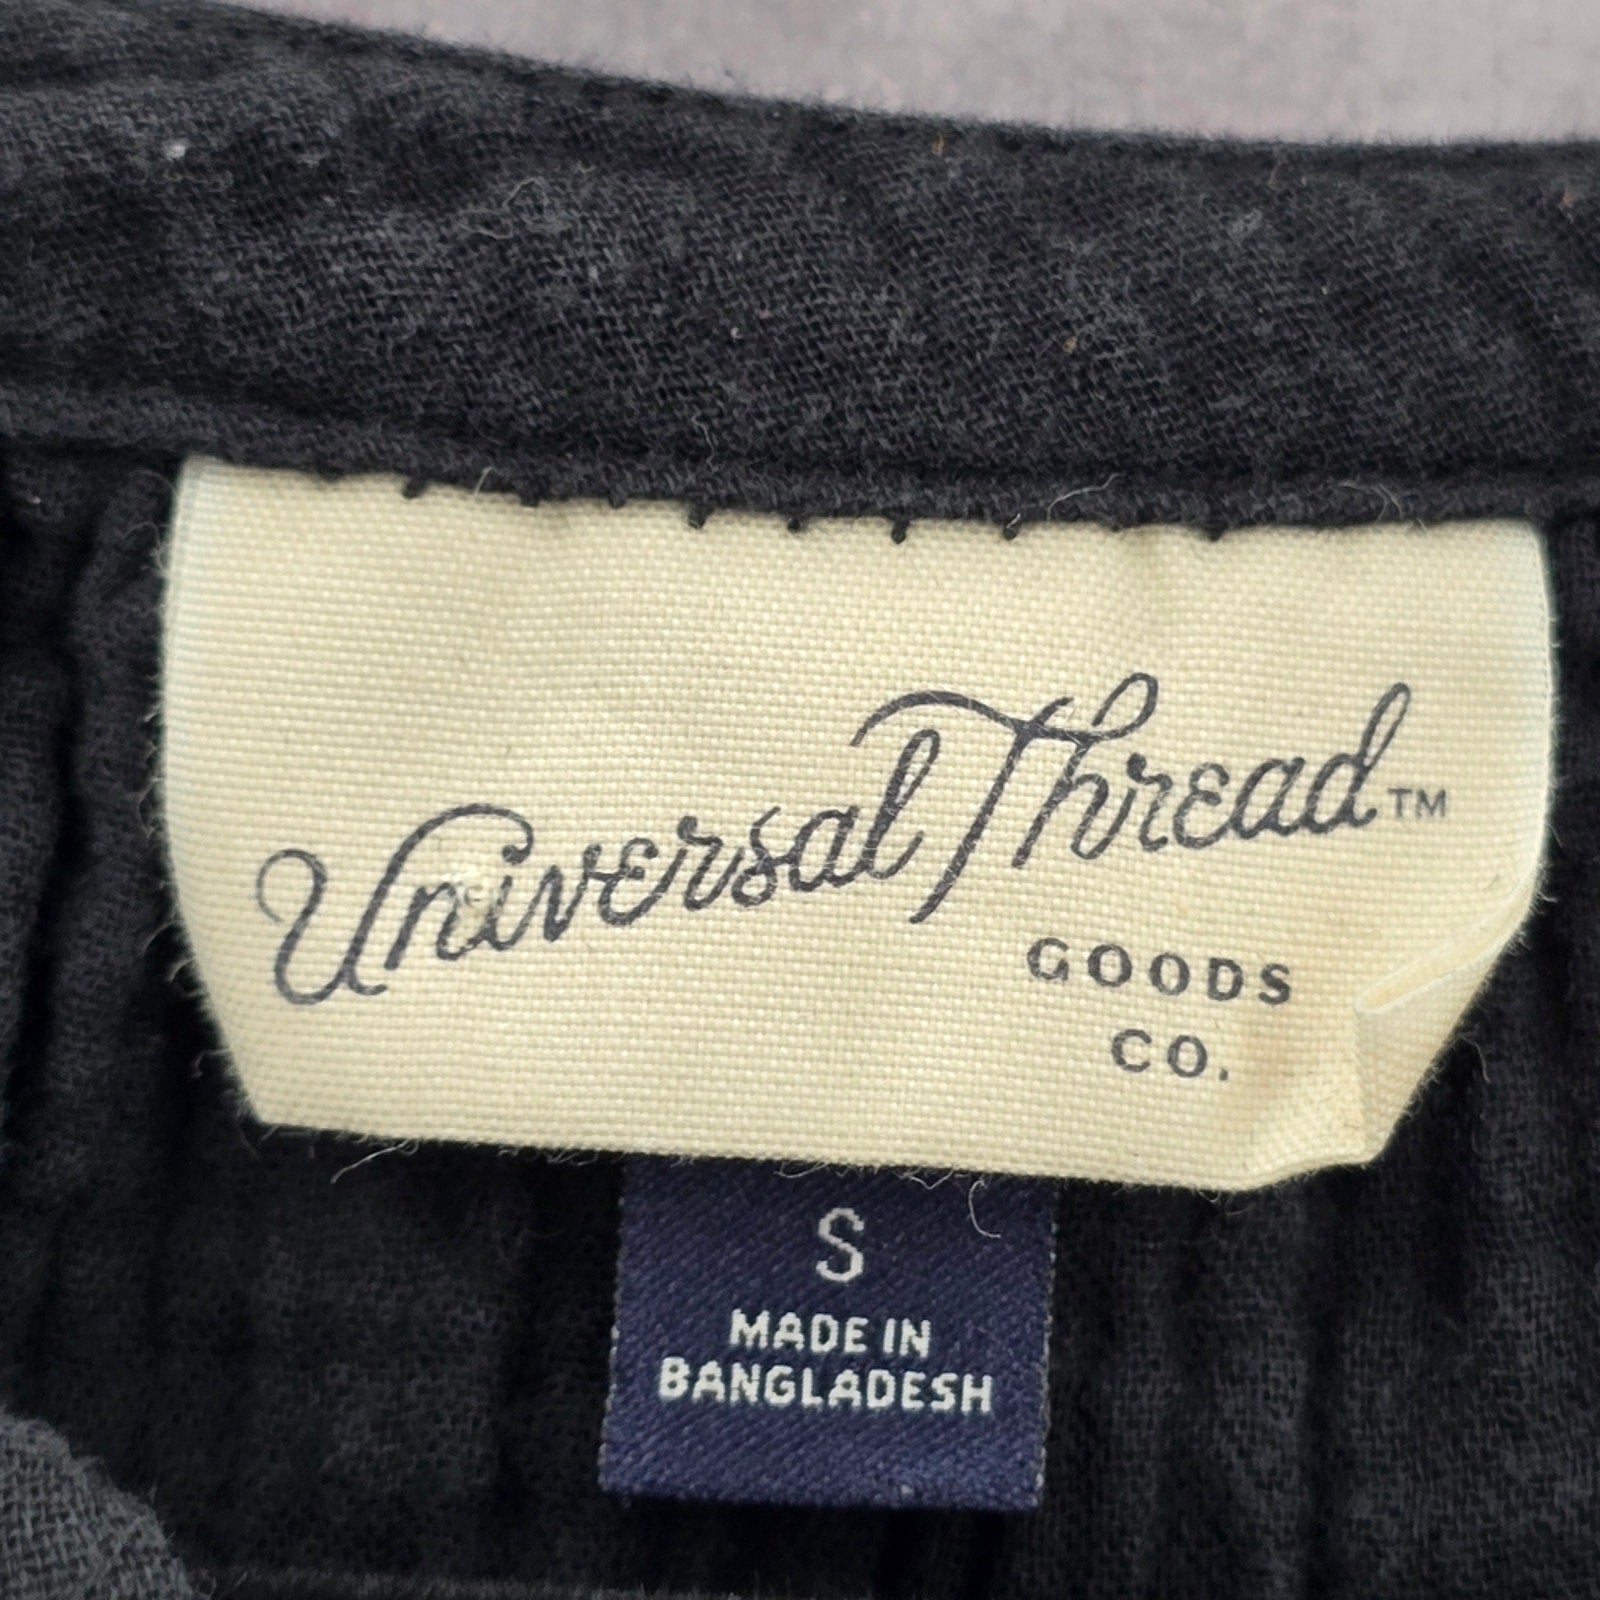 Universal Thread™
GOODS
CO.
S
MADE IN
BANGLADESH